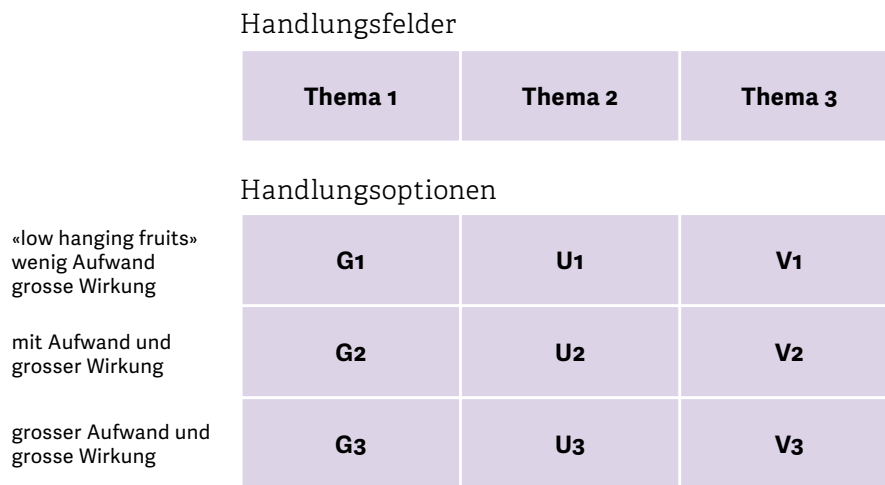 Handlungsfelder
Thema 1 Thema 2 Thema 3
Handlungsoptionen
«low hanging fruits»
wenig Aufwand
grosse Wirkung
G1 U1 V1
mit Aufwand und
grosser Wirkung
G2 U2 V2
grosser Aufwand und
grosse Wirkung
G3 U3 V3